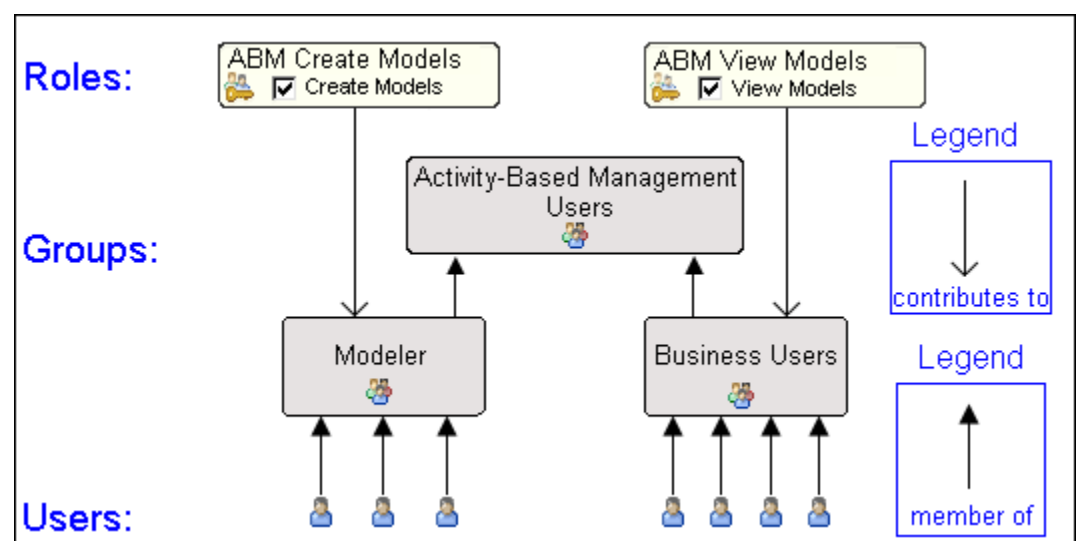 Roles:
ABM Create Models
Create Models
ABM View Models
View Models
Legend
contributes to
Groups:
Activity-Based Management
Users
Modeler
Business Users
Legend
member of
Users: